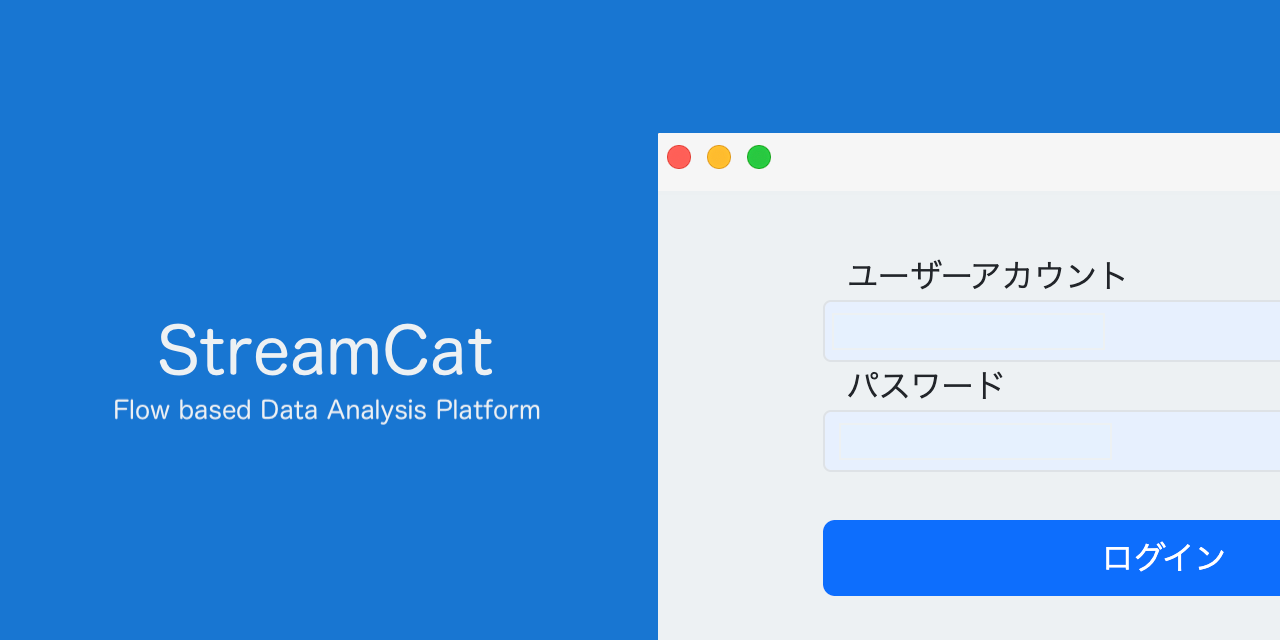 StreamCat
Flow based Data Analysis Platform
ユーザーアカウント
パスワード
ログイン